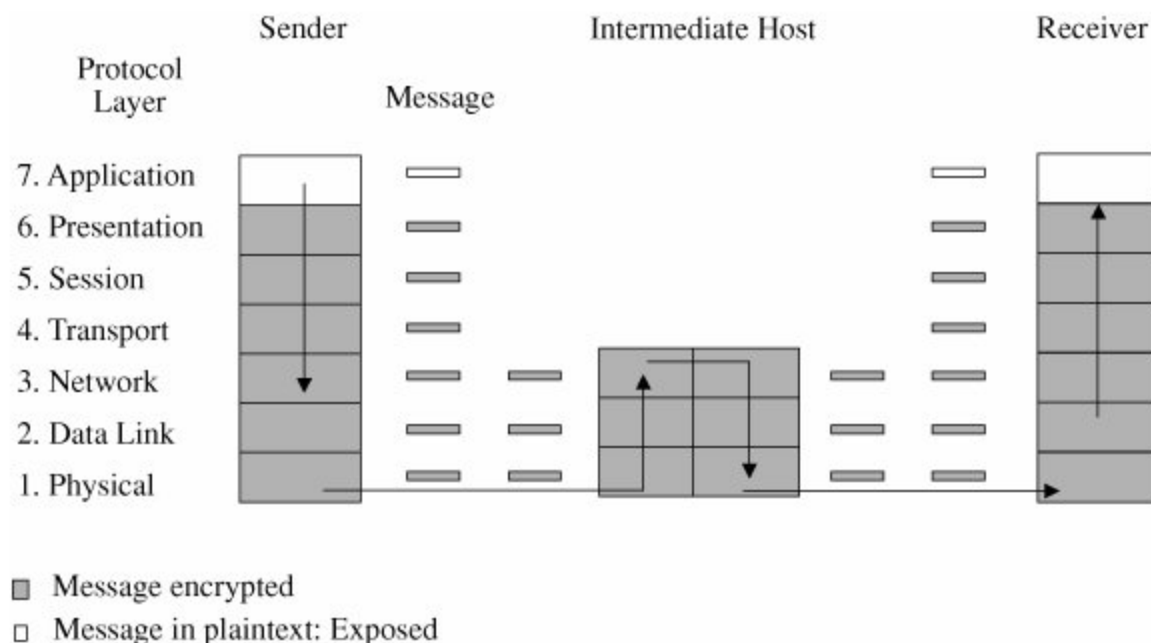 Sender
Intermediate Host
Receiver
Protocol
Layer
Message
7. Application
6. Presentation
5. Session
4. Transport
3. Network
2. Data Link
1. Physical
Message encrypted
Message in plaintext: Exposed